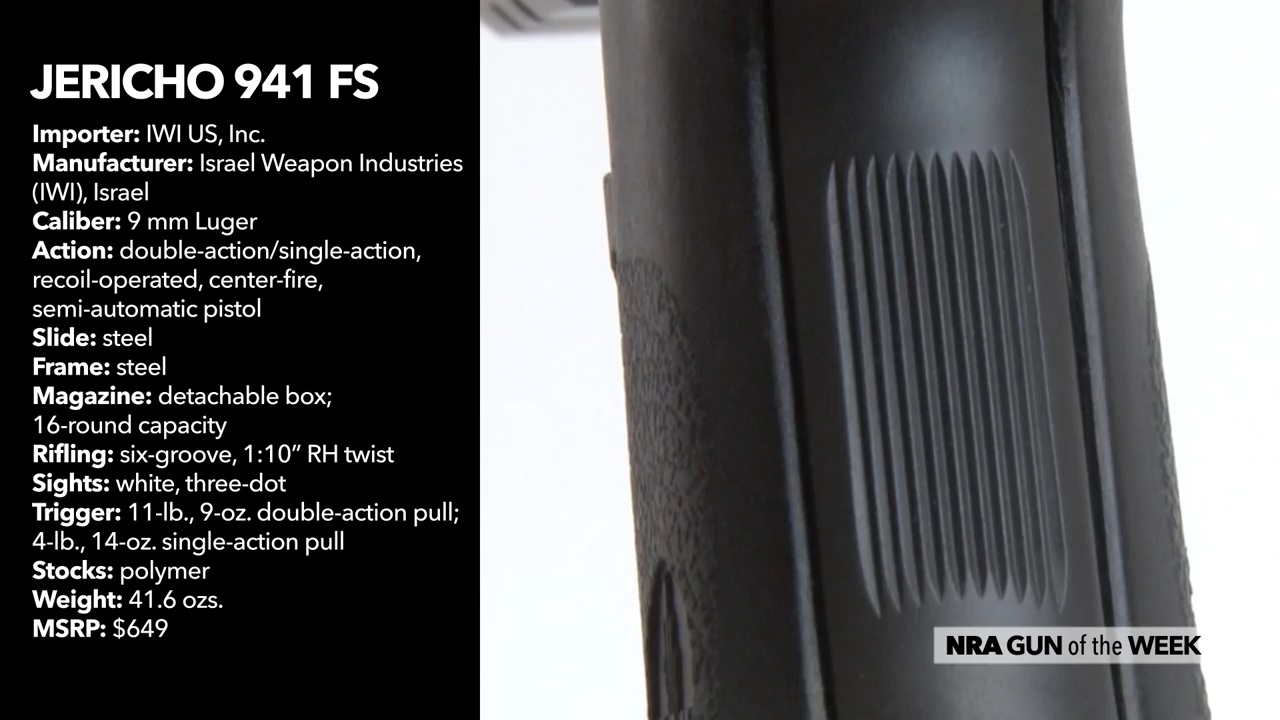 JERICHO 941 FS
Importer: IWI US, Inc.
Manufacturer: Israel Weapon Industries
(IWI), Israel
Caliber: 9 mm Luger
Action: double-action/single-action,
recoil-operated, center-fire,
semi-automatic pistol
Slide: steel
Frame: steel
Magazine: detachable box;
16-round capacity
Rifling: six-groove, 1:10” RH twist
Sights: white, three-dot
Trigger: 11-lb., 9-oz. double-action pull;
4-lb., 14-oz. single-action pull
Stocks: polymer
Weight: 41.6 ozs.
MSRP: $649
NRA GUN of the WEEK